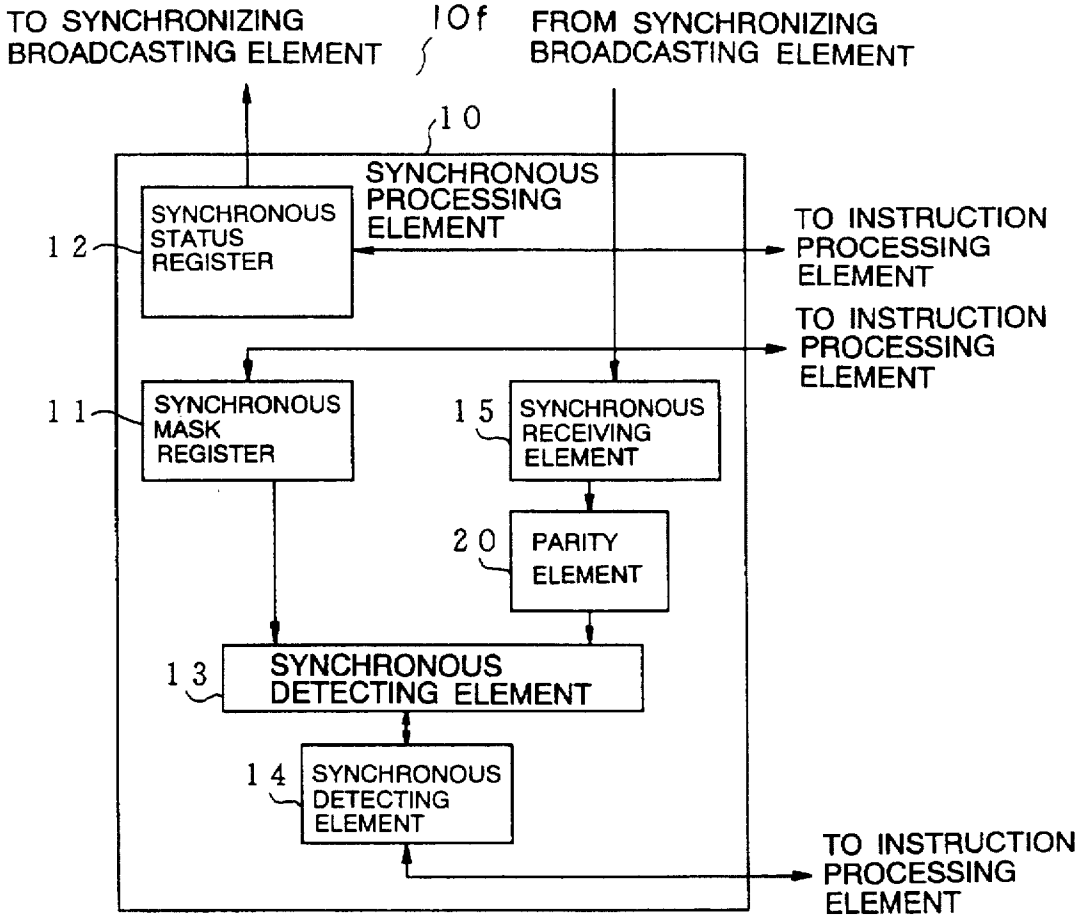 TO SYNCHRONIZING
BROADCASTING ELEMENT
10f
FROM SYNCHRONIZING
BROADCASTING ELEMENT
10
SYNCHRONOUS
PROCESSING
ELEMENT
12
SYNCHRONOUS
STATUS
REGISTER
TO INSTRUCTION
PROCESSING
ELEMENT
TO INSTRUCTION
PROCESSING
ELEMENT
11
SYNCHRONOUS
MASK
REGISTER
15
SYNCHRONOUS
RECEIVING
ELEMENT
20
PARITY
ELEMENT
13
SYNCHRONOUS
DETECTING ELEMENT
14
SYNCHRONOUS
DETECTING
ELEMENT
TO INSTRUCTION
PROCESSING
ELEMENT